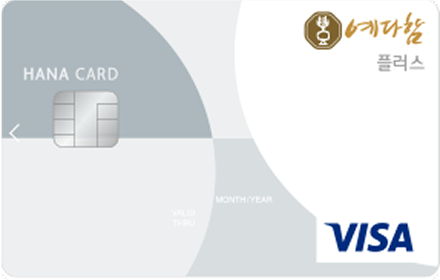 예다함
플러스
HANA CARD
MONTH/YEAR
VALID
THRU
VISA